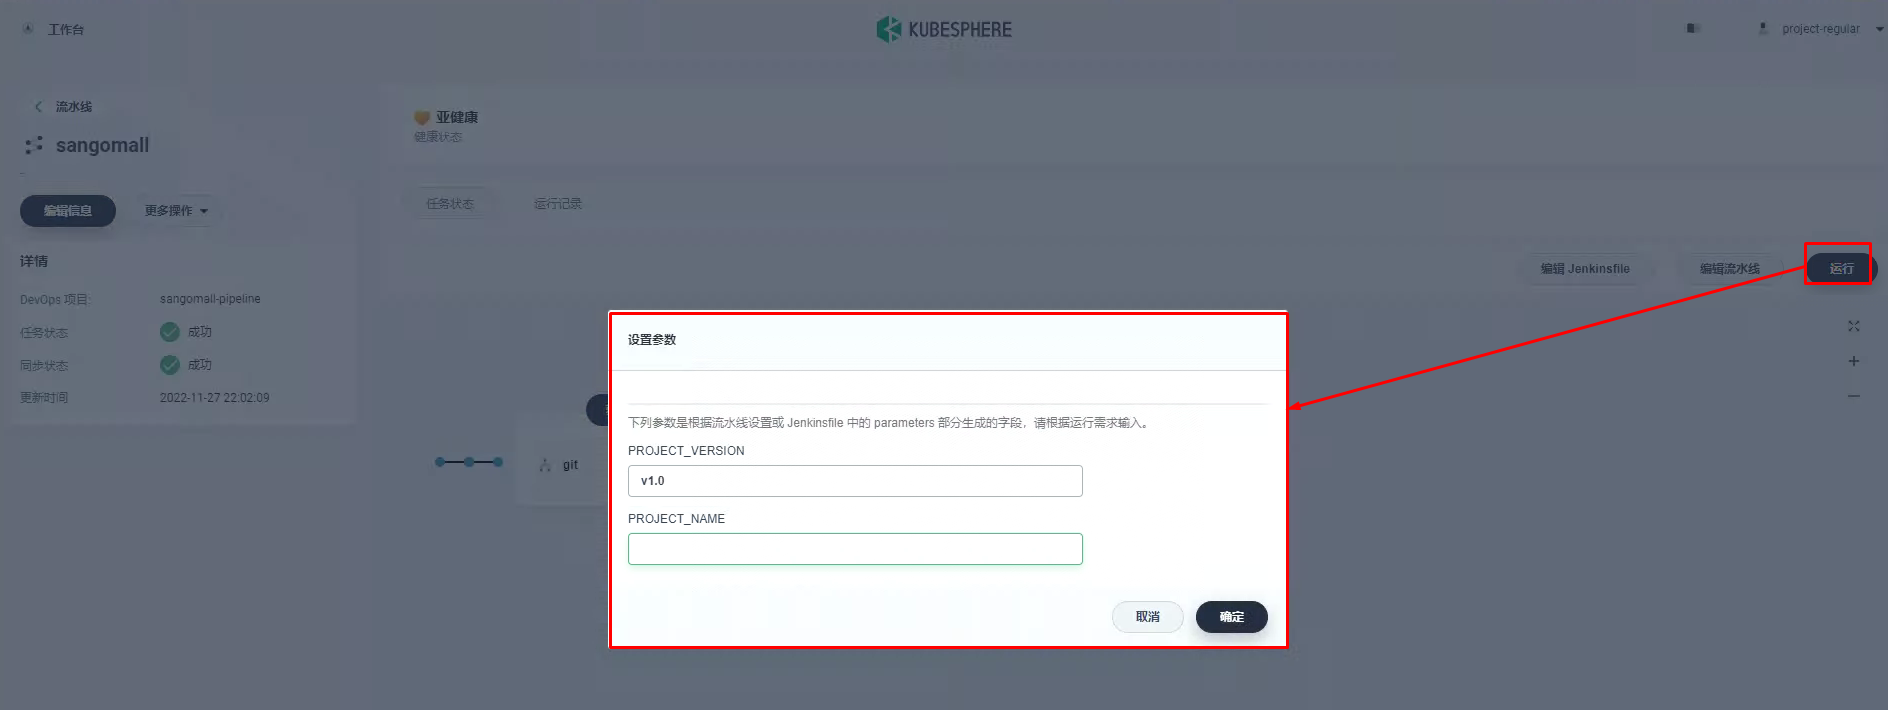 工作台
KUBESPHERE
project-regular
流水线
sangomall
-
编辑信息
更多操作
详情
DevOps 项目:
sangomall-pipeline
任务状态
成功
同步状态
成功
更新时间
2022-11-27 22:02:09
亚健康
健康状态
任务状态
运行记录
编辑 Jenkinsfile
编辑流水线
运行
git
设置参数
下列参数是根据流水线设置或 Jenkinsfile 中的 parameters 部分生成的字段，请根据运行需求输入。
PROJECT_VERSION
v1.0
PROJECT_NAME
取消
确定